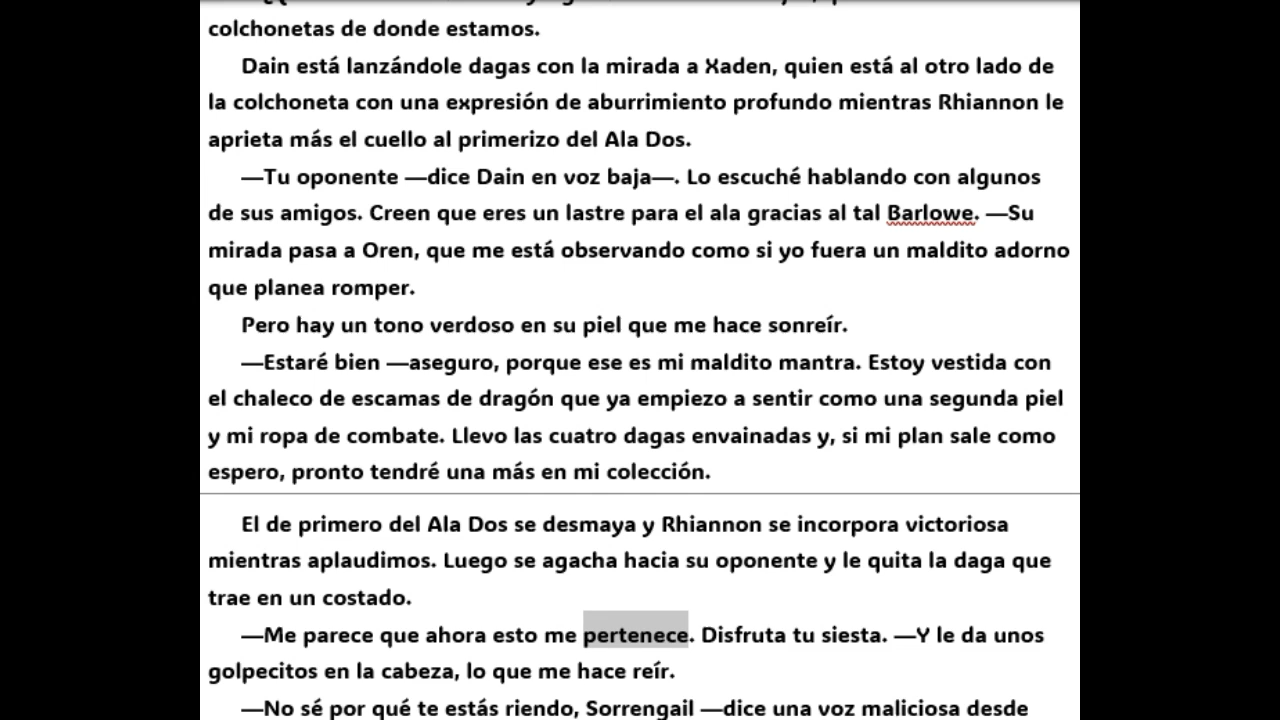 colchonetas de donde estamos.
Dain está lanzándole dagas con la mirada a Xaden, quien está al otro lado de
la colchoneta con una expresión de aburrimiento profundo mientras Rhiannon le
aprieta más el cuello al primerizo del Ala Dos.
—Tu oponente —dice Dain en voz baja—. Lo escuché hablando con algunos
de sus amigos. Creen que eres un lastre para el ala gracias al tal Barlowe. —Su
mirada pasa a Oren, que me está observando como si yo fuera un maldito adorno
que planea romper.
Pero hay un tono verdoso en su piel que me hace sonreír.
—Estaré bien —aseguro, porque ese es mi maldito mantra. Estoy vestida con
el chaleco de escamas de dragón que ya empiezo a sentir como una segunda piel
y mi ropa de combate. Llevo las cuatro dagas envainadas y, si mi plan sale como
espero, pronto tendré una más en mi colección.
El de primero del Ala Dos se desmaya y Rhiannon se incorpora victoriosa
mientras aplaudimos. Luego se agacha hacia su oponente y le quita la daga que
trae en un costado.
—Me parece que ahora esto me pertenece. Disfruta tu siesta. —Y le da unos
golpecitos en la cabeza, lo que me hace reír.
—No sé por qué te estás riendo, Sorrengail —dice una voz maliciosa desde